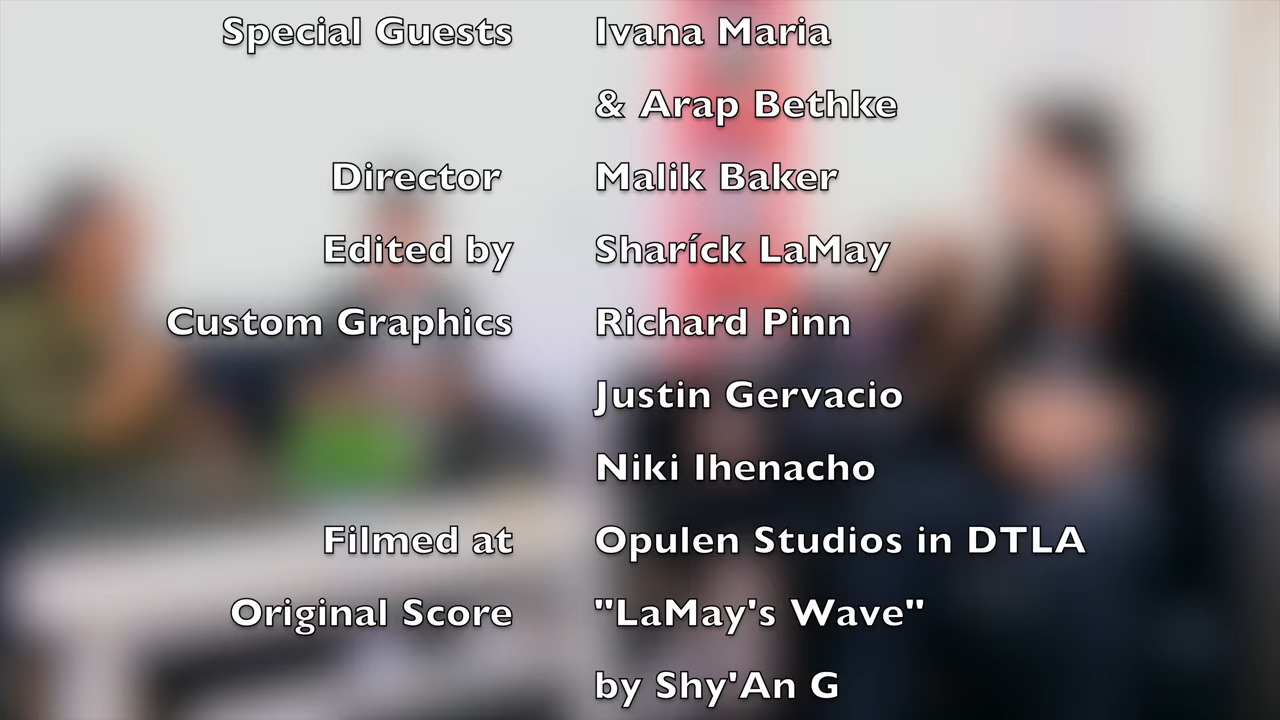 Special Guests Ivana Maria
& Arap Bethke
Director Malik Baker
Edited by Sharíck LaMay
Custom Graphics Richard Pinn
Justin Gervacio
Niki Ihenacho
Filmed at Opulen Studios in DTLA
Original Score "LaMay's Wave"
by Shy'An G